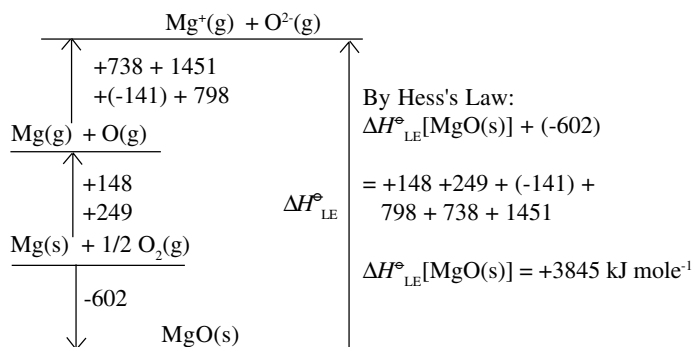 Mg⁺(g) + O²⁻(g)
+738 + 1451
+(-141) + 798
Mg(g) + O(g)
+148
+249
Mg(s) + 1/2 O₂(g)
-602
MgO(s)
ΔH⦵LE
By Hess's Law:
ΔH⦵LE[MgO(s)] + (-602)
= +148 +249 + (-141) +
798 + 738 + 1451
ΔH⦵LE[MgO(s)] = +3845 kJ mole⁻¹